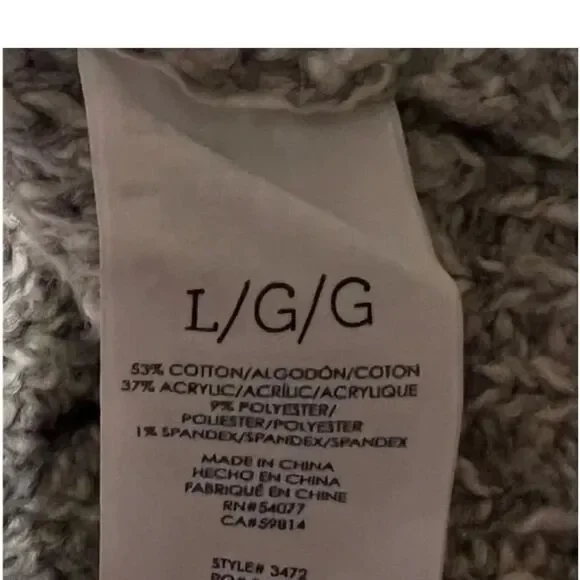 L/G/G
53% COTTON/ALGODÓN/COTON
37% ACRYLIC/ACRÍLIC/ACRYLIQUE
9% POLYESTER/
POLIESTER/POLYESTER
1% SPANDEX/SPANDEX/SPANDEX
MADE IN CHINA
HECHO EN CHINA
FABRIQUÉ EN CHINE
RN#54077
CA#59814
STYLE# 3472